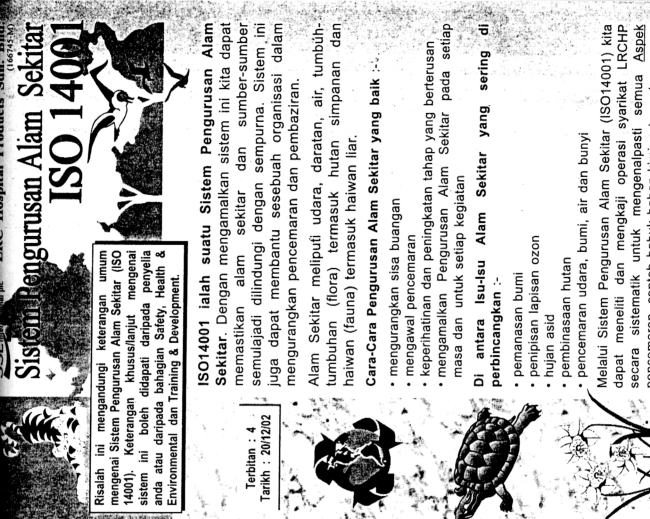 Hospital Products Sdn. Bhd.
(166745-M)
Sistem Pengurusan Alam Sekitar
ISO 14001
Risalah ini mengandungi keterangan umum
mengenai Sistem Pengurusan Alam Sekitar (ISO
14001). Keterangan khusus/lanjut mengenai
sistem ini boleh didapati daripada penyelia
anda atau daripada bahagian Safety, Health &
Environmental dan Training & Development.
Terbitan : 4
Tarikh : 20/12/02
ISO14001 ialah suatu Sistem Pengurusan Alam
Sekitar. Dengan mengamalkan sistem ini kita dapat
memastikan alam sekitar dan sumber-sumber
semulajadi dilindungi dengan sempurna. Sistem ini
juga dapat membantu sesebuah organisasi dalam
mengurangkan pencemaran dan pembaziran.
Alam Sekitar meliputi udara, daratan, air, tumbuh-
tumbuhan (flora) termasuk hutan simpanan dan
haiwan (fauna) termasuk haiwan liar.
Cara-Cara Pengurusan Alam Sekitar yang baik :-.
• mengurangkan sisa buangan
• mengawal pencemaran
• keperihatinan dan peningkatan tahap yang berterusan
• mengamalkan Pengurusan Alam Sekitar pada setiap
masa dan untuk setiap kegiatan
Di antara Isu-Isu Alam Sekitar yang sering di
perbincangkan :-
• pemanasan bumi
• penipisan lapisan ozon
• hujan asid
• pembinasaan hutan
• pencemaran udara, bumi, air dan bunyi
Melalui Sistem Pengurusan Alam Sekitar (ISO14001) kita
dapat meneliti dan mengkaji operasi syarikat LRCHP
secara sistematik untuk mengenalpasti semua Aspek